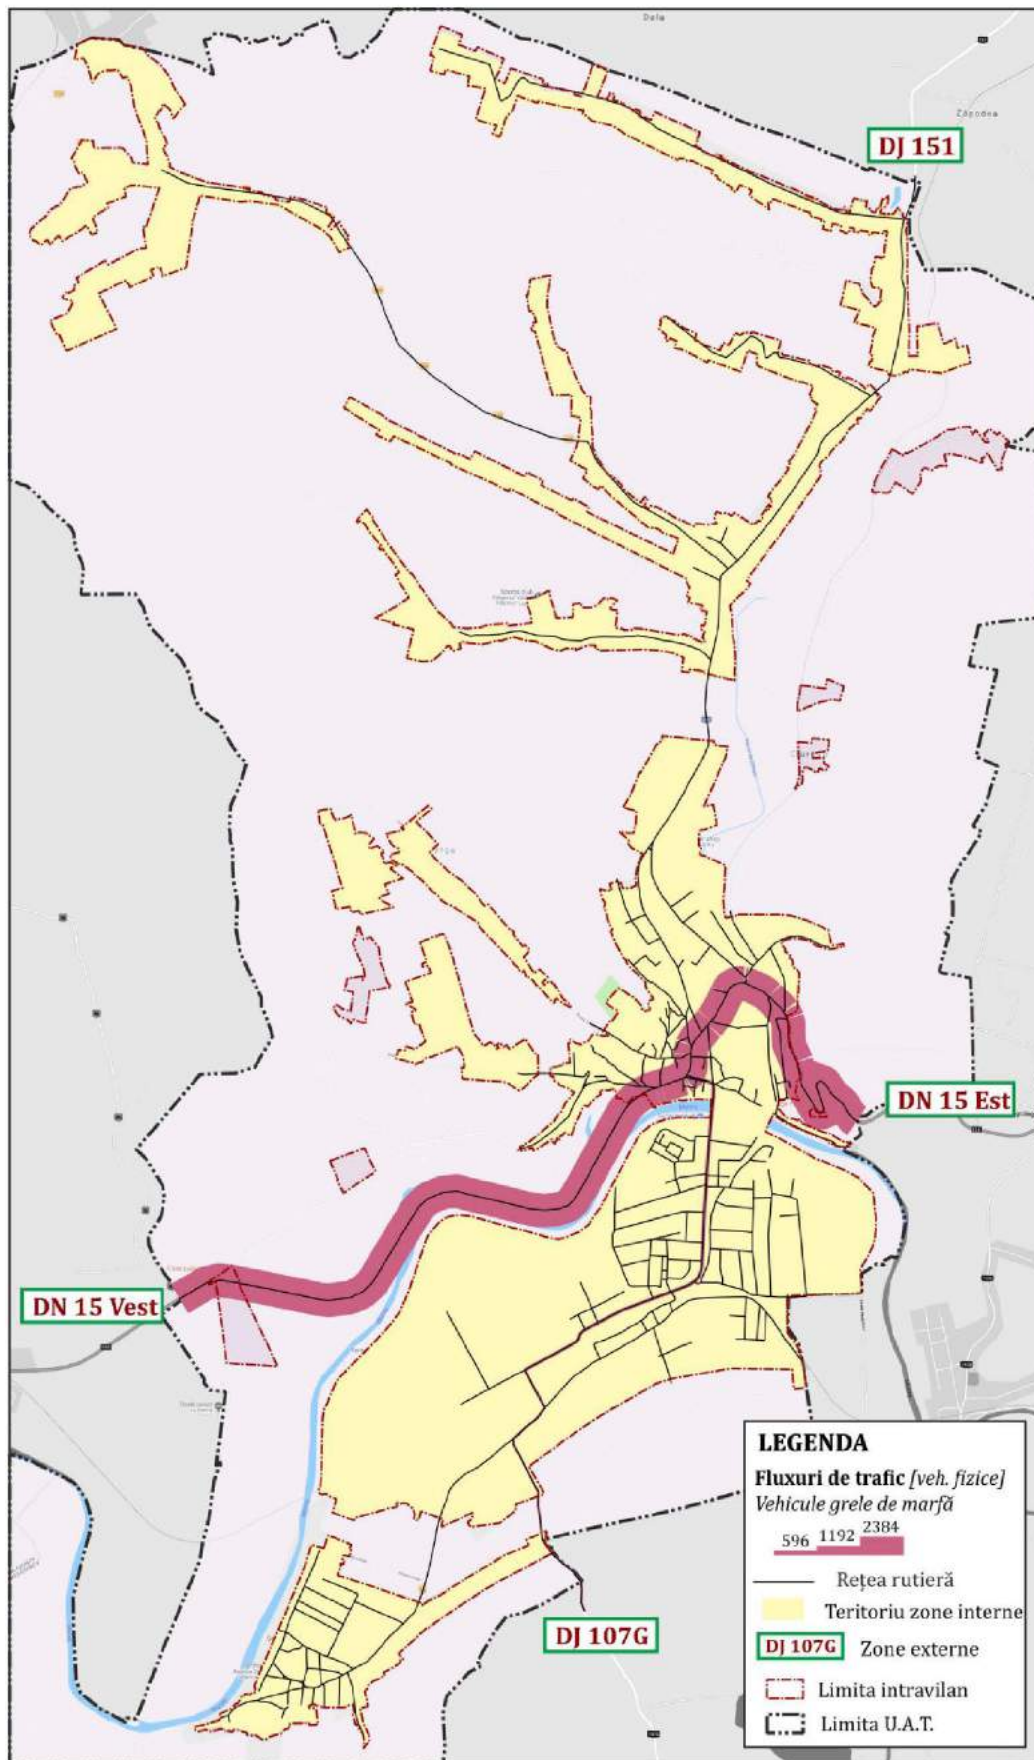 DJ 151
DN 15 Est
DN 15 Vest
DJ 107G
LEGENDA
Fluxuri de trafic [veh. fizice]
Vehicule grele de marfă
596 1192 2384
Rețea rutieră
Teritoriu zone interne
DJ 107G Zone externe
Limita intravilan
Limita U.A.T.